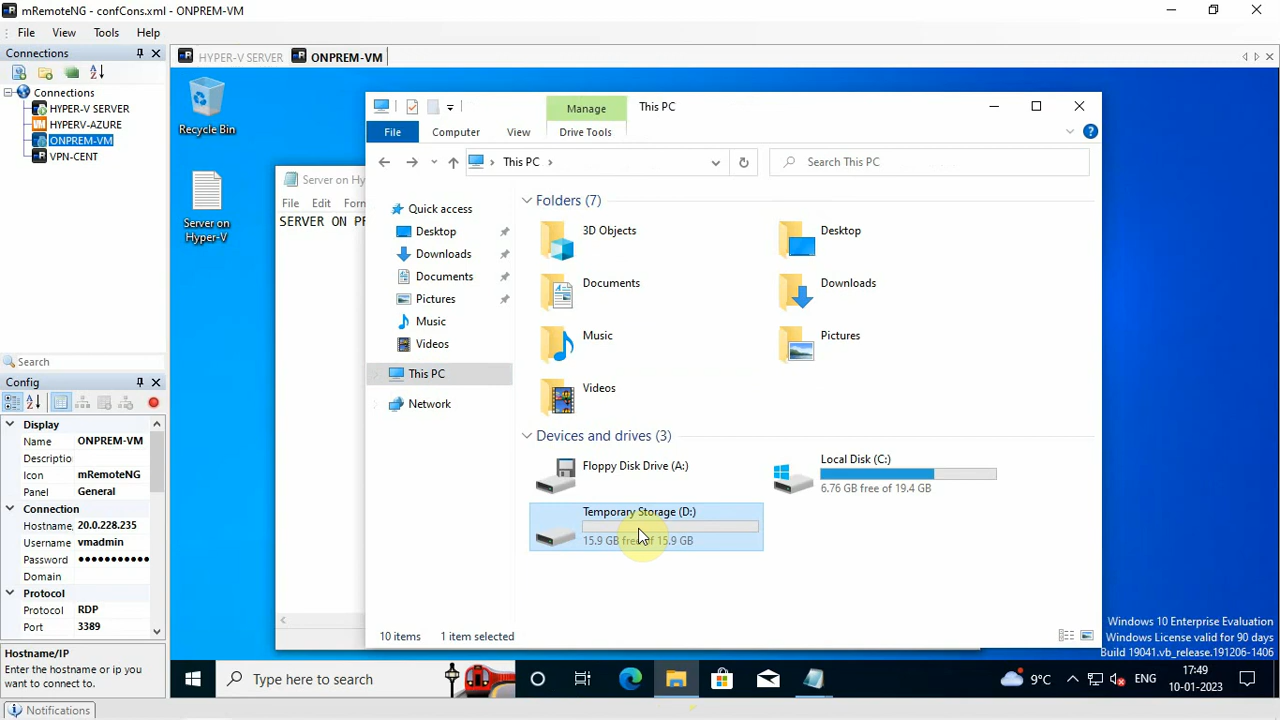 mRemoteNG - confCons.xml - ONPREM-VM
File View Tools Help
Connections
HYPER-V SERVER
ONPREM-VM
Connections
HYPER-V SERVER
HYPERV-AZURE
ONPREM-VM
VPN-CENT
Search
Config
Display
Name ONPREM-VM
Descriptio
Icon mRemoteNG
Panel General
Connection
Hostname, 20.0.228.235
Username vmadmin
Password ●●●●●●●●●●●
Domain
Protocol
Protocol RDP
Port 3389
Hostname/IP
Enter the hostname or ip you want to connect to.
Notifications
Recycle Bin
Server on
Hyper-V
Server on Hy
File Edit Forn
SERVER ON PR
Manage
This PC
File Computer View Drive Tools
This PC
Search This PC
Quick access
Desktop
Downloads
Documents
Pictures
Music
Videos
This PC
Network
Folders (7)
3D Objects
Desktop
Documents
Downloads
Music
Pictures
Videos
Devices and drives (3)
Floppy Disk Drive (A:)
Local Disk (C:)
6.76 GB free of 19.4 GB
Temporary Storage (D:)
15.9 GB free of 15.9 GB
10 items 1 item selected
Windows 10 Enterprise Evaluation
Windows License valid for 90 days
Build 19041.vb_release.191206-1406
Type here to search
9°C
ENG
17:49
10-01-2023